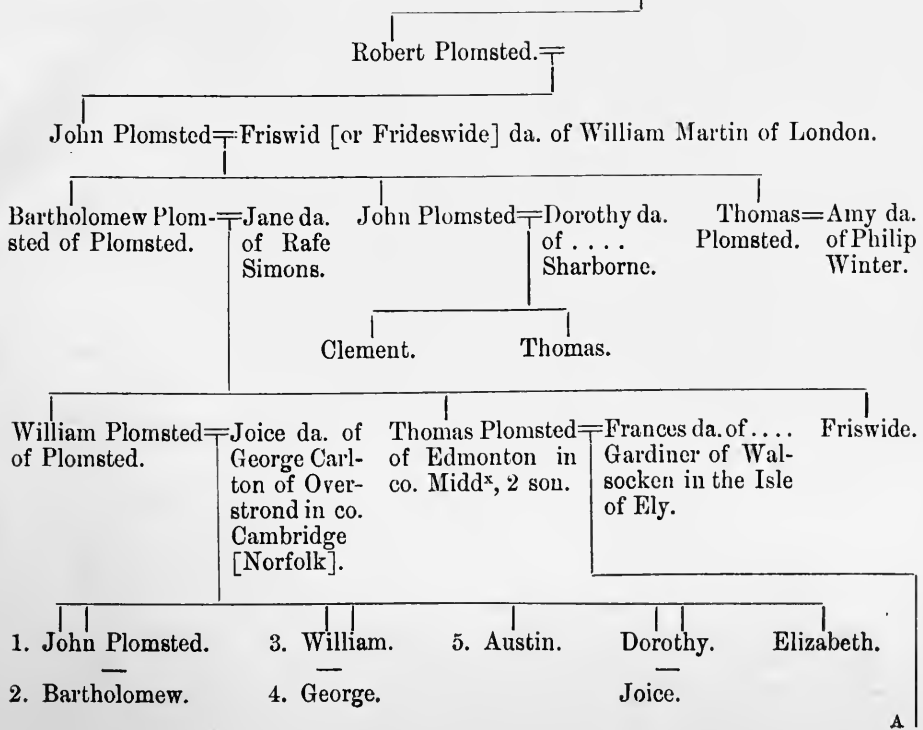 Robert Plomsted.
John Plomsted=Friswid [or Frideswide] da. of William Martin of London.
Bartholomew Plom-
sted of Plomsted.
=Jane da.
of Rafe
Simons.
John Plomsted=
Dorothy da.
of ....
Sharborne.
Thomas
Plomsted.
=Amy da.
of Philip
Winter.
Clement.
Thomas.
William Plomsted
of Plomsted.
=Joice da. of
George Carl-
ton of Over-
strond in co.
Cambridge
[Norfolk].
Thomas Plomsted
of Edmonton in
co. Middˣ, 2 son.
=Frances da. of ....
Gardiner of Wal-
socken in the Isle
of Ely.
Friswide.
1. John Plomsted.
2. Bartholomew.
3. William.
4. George.
5. Austin.
Dorothy.
Joice.
Elizabeth.
A